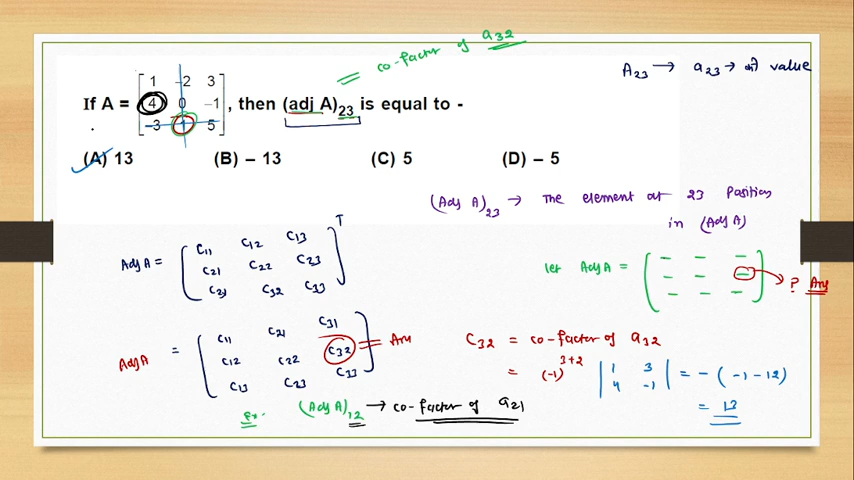 = co-factor of a32
A23 → a23 → value
If A = [ 1 -2 3
4 0 -1
-3 1 5 ], then (adj A)23 is equal to -
(A) 13 (B) – 13 (C) 5 (D) – 5
(Adj A)23 → The element at 23 Position
in (Adj A)
Adj A = [ C11 C12 C13
C21 C22 C23
C31 C32 C33 ]T
let Adj A = ( – – –
– – – → ? Ans
– – – )
Adj A = [ C11 C21 C31
C12 C22 C32 = Ans
C13 C23 C33 ]
C32 = co-factor of a32
= (-1)3+2 | 1 3
4 -1 | = - (-1-12)
= 13
Ex. (Adj A)12 → co-factor of a21